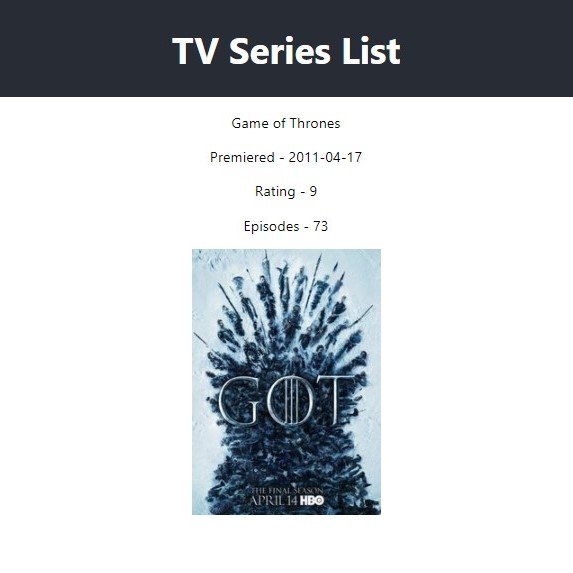 TV Series List
Game of Thrones
Premiered - 2011-04-17
Rating - 9
Episodes - 73
GOT
THE FINAL SEASON
APRIL 14 HBO